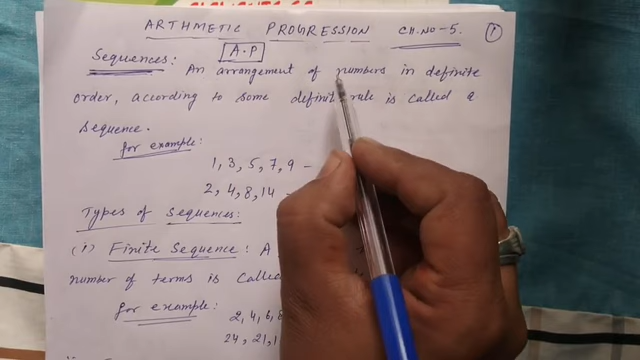 ARTHMETIC PROGRESSION CH.NO-5. 1
A.P
Sequences: An arrangement of numbers in definite
order, according to some definite rule is called a
sequence.
for example:
1, 3, 5, 7, 9 -
2, 4, 8, 14 -
Types of Sequences:
(i) Finite Sequence: A
number of terms is called
for example:
2, 4, 6, 8
24, 21, 1